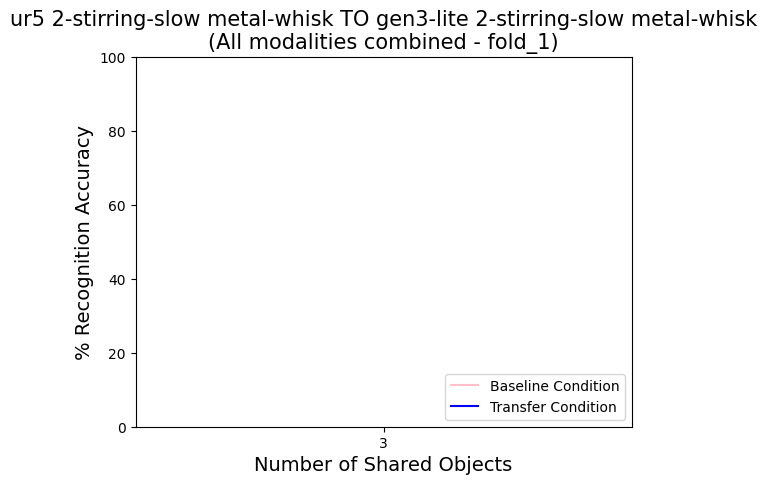 ur5 2-stirring-slow metal-whisk TO gen3-lite 2-stirring-slow metal-whisk
(All modalities combined - fold_1)
% Recognition Accuracy
100
80
60
40
20
0
Baseline Condition
Transfer Condition
3
Number of Shared Objects